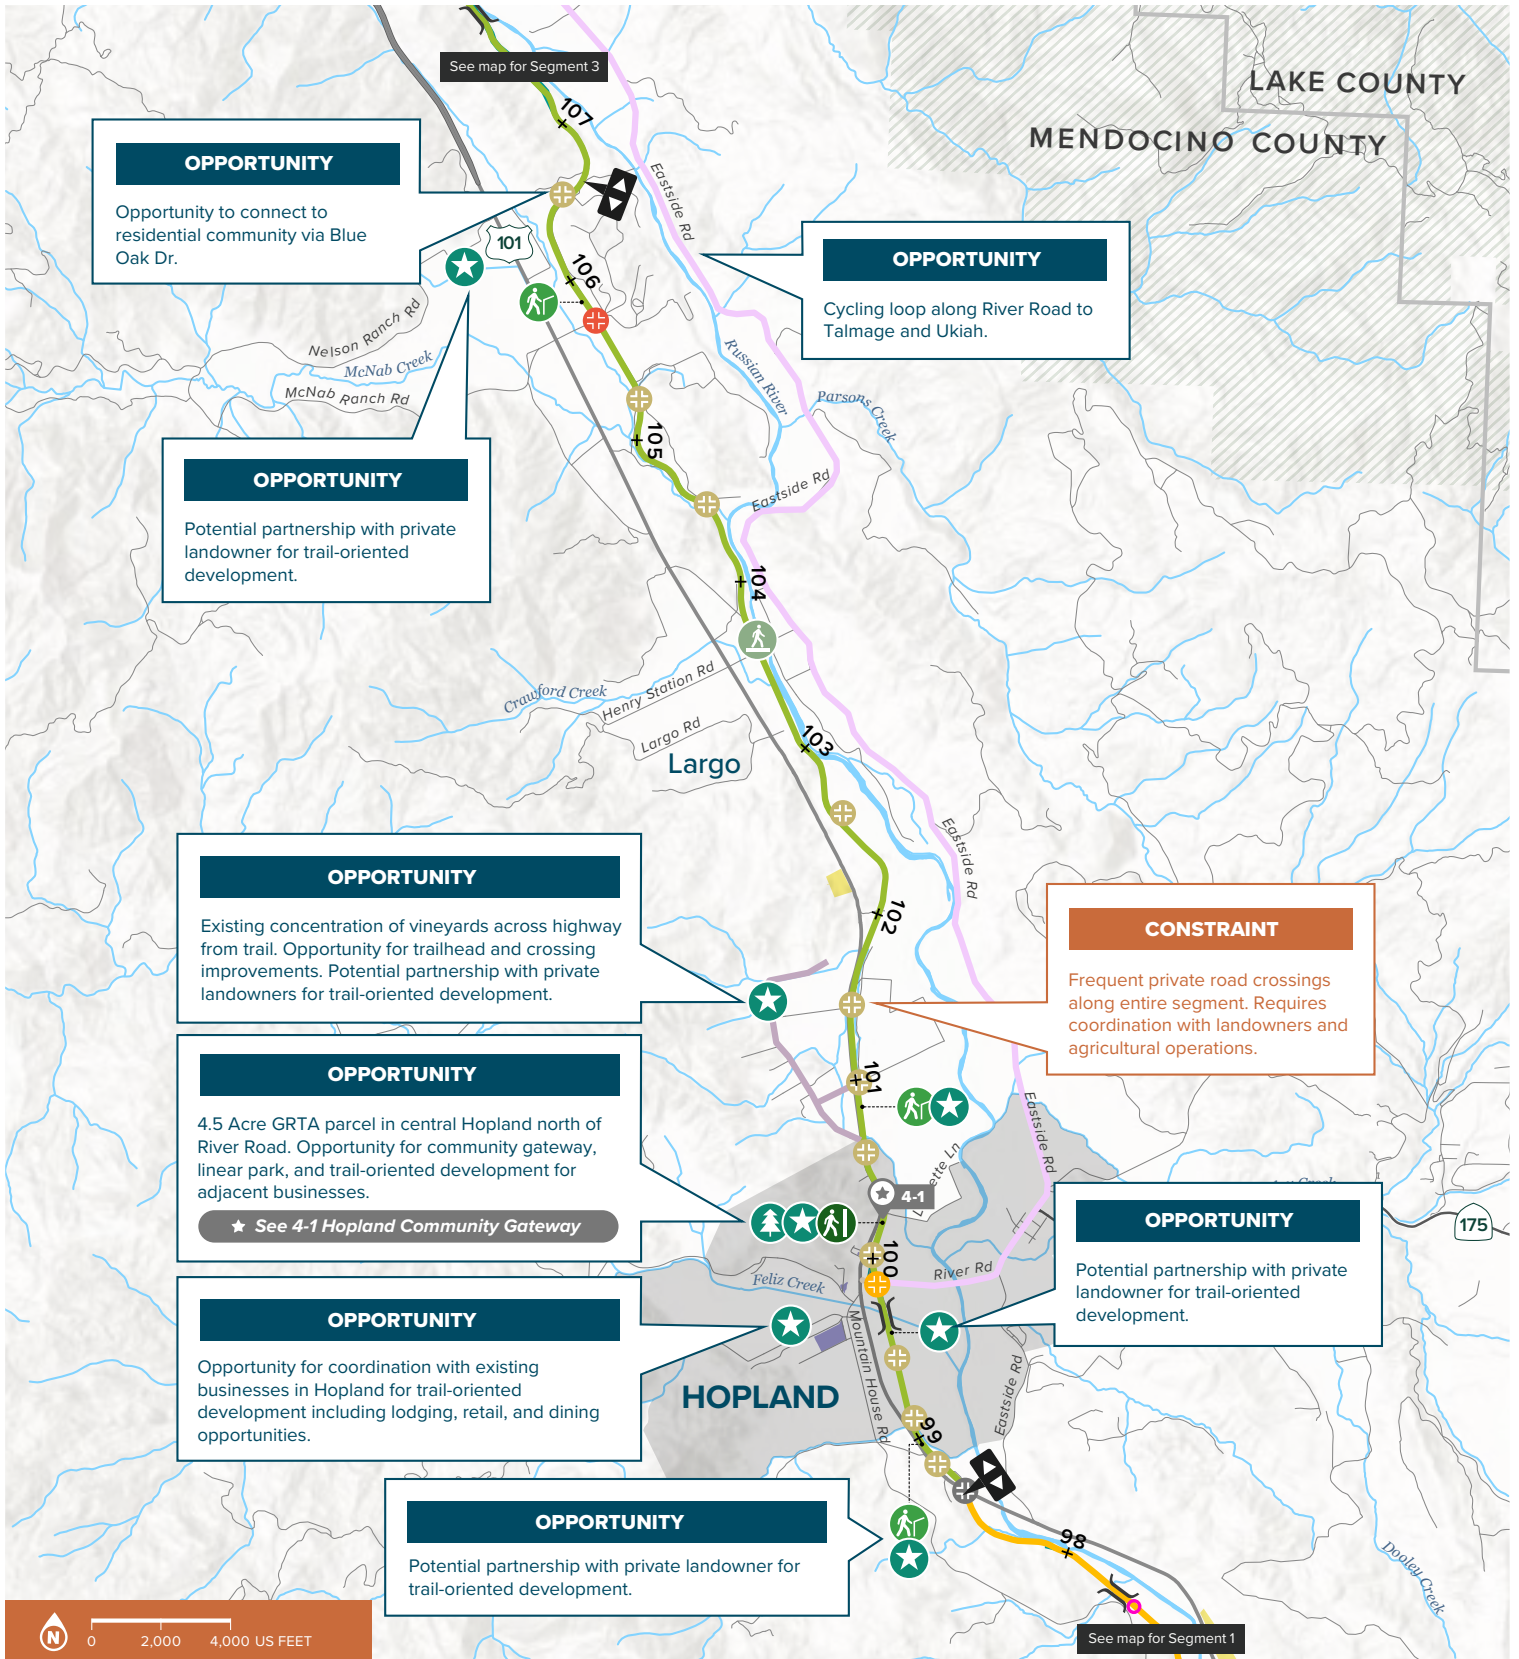 See map for Segment 3
LAKE COUNTY
MENDOCINO COUNTY
107
OPPORTUNITY
Opportunity to connect to
residential community via Blue
Oak Dr.
101
Eastside Rd
OPPORTUNITY
Cycling loop along River Road to
Talmage and Ukiah.
106
Nelson Ranch Rd
McNab Creek
McNab Ranch Rd
Russian River
Parsons Creek
105
OPPORTUNITY
Potential partnership with private
landowner for trail-oriented
development.
Eastside Rd
104
Crawford Creek
Henry Station Rd
Largo Rd
Largo
103
Eastside Rd
OPPORTUNITY
Existing concentration of vineyards across highway
from trail. Opportunity for trailhead and crossing
improvements. Potential partnership with private
landowners for trail-oriented development.
102
CONSTRAINT
Frequent private road crossings
along entire segment. Requires
coordination with landowners and
agricultural operations.
OPPORTUNITY
4.5 Acre GRTA parcel in central Hopland north of
River Road. Opportunity for community gateway,
linear park, and trail-oriented development for
adjacent businesses.
See 4-1 Hopland Community Gateway
101
Eastside Rd
Ln
4-1
Creek
175
100
River Rd
Feliz Creek
OPPORTUNITY
Potential partnership with private
landowner for trail-oriented
development.
OPPORTUNITY
Opportunity for coordination with existing
businesses in Hopland for trail-oriented
development including lodging, retail, and dining
opportunities.
Mountain House Rd
HOPLAND
Eastside Rd
99
OPPORTUNITY
Potential partnership with private landowner for
trail-oriented development.
98
Dooley Creek
See map for Segment 1
N
0 2,000 4,000 US FEET